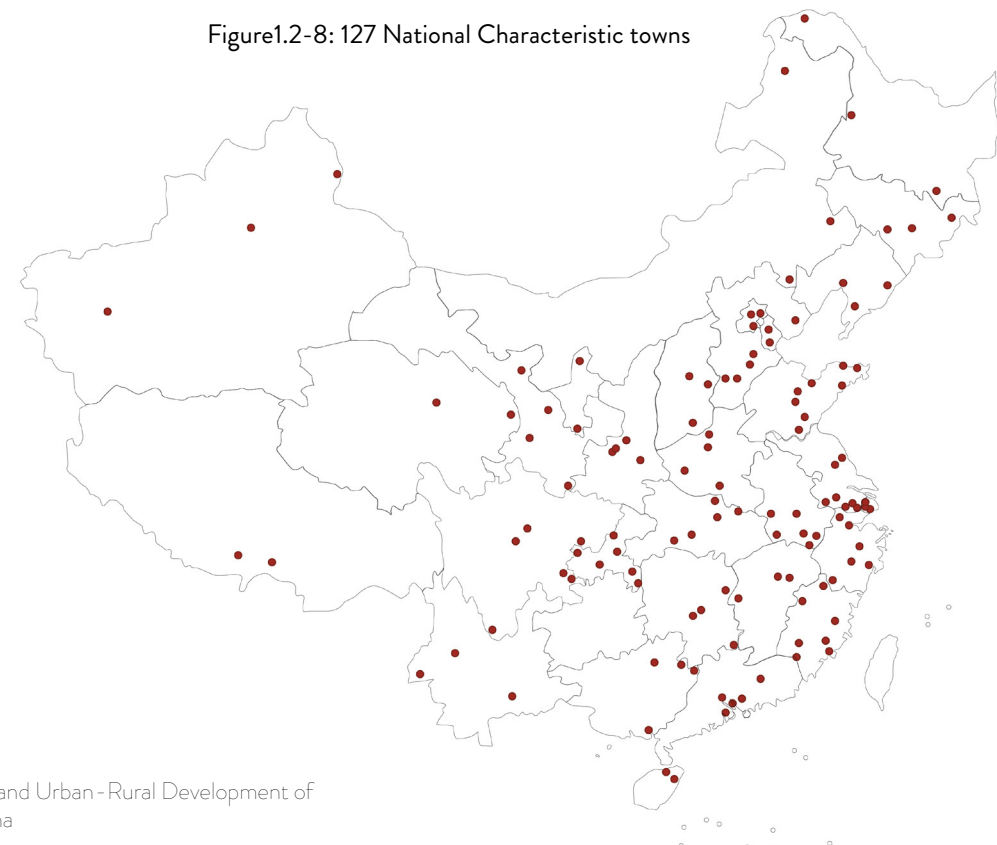 Figure1.2-8: 127 National Characteristic towns
and Urban-Rural Development of
na